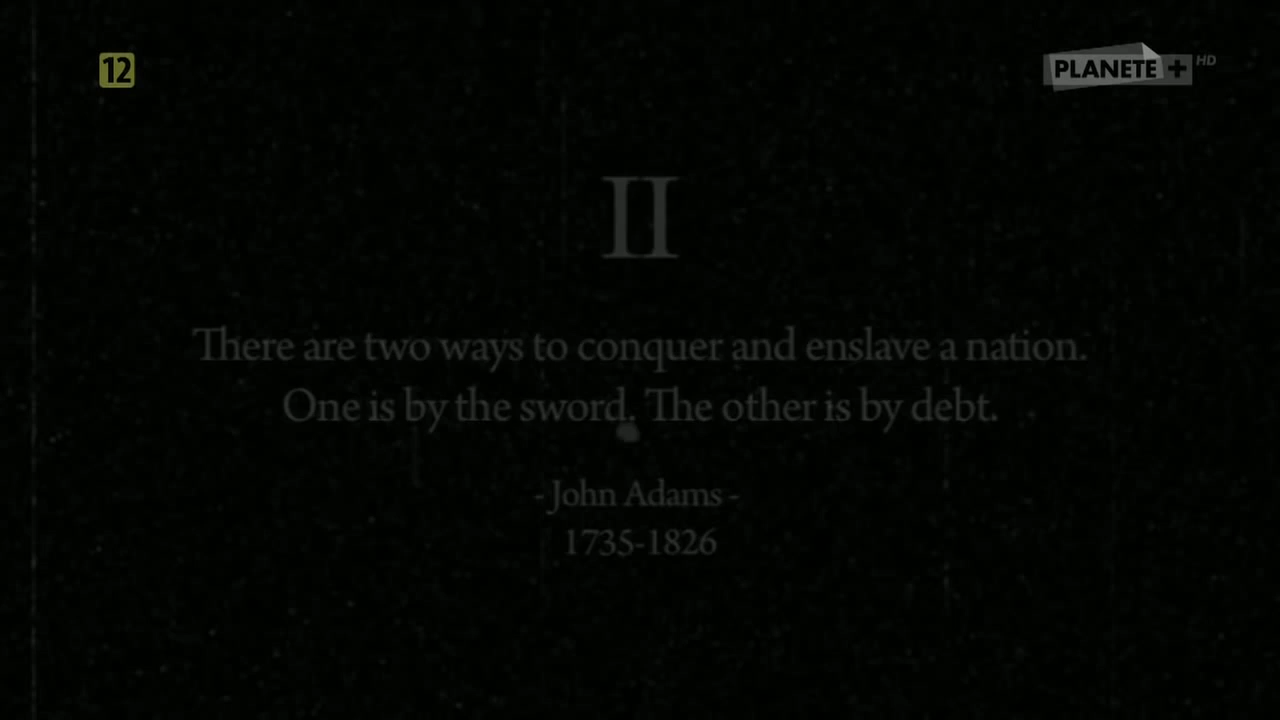 12
PLANETE + HD
II
There are two ways to conquer and enslave a nation.
One is by the sword. The other is by debt.
- John Adams -
1735-1826